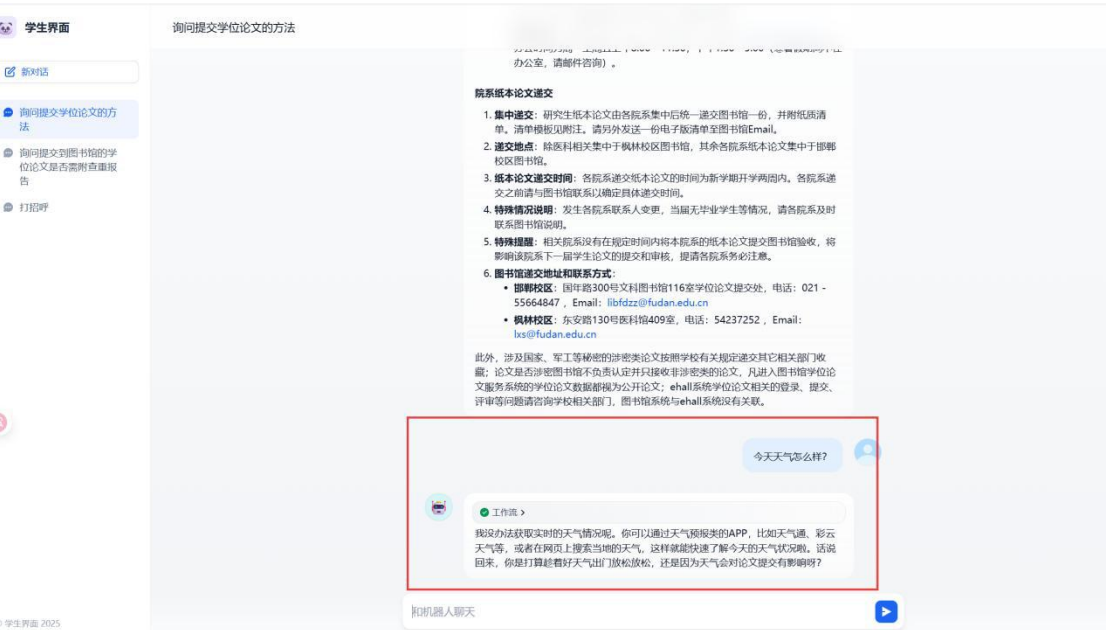 学生界面
询问提交学位论文的方法
新对话
询问提交学位论文的方
法
询问提交到图书馆的学
位论文是否需附查重报
告
打招呼
办公室，请邮件咨询）。
院系纸本论文递交
1. 集中递交：研究生纸本论文由各院系集中后统一递交图书馆一份，并附纸质清
单。清单模板见附注。请另外发送一份电子版清单至图书馆Email。
2. 递交地点：除医科相关集中于枫林校区图书馆，其余各院系纸本论文集中于邯郸
校区图书馆。
3. 纸本论文递交时间：各院系递交纸本论文的时间为新学期开学两周内。各院系递
交之前请与图书馆联系以确定具体递交时间。
4. 特殊情况说明：发生各院系联系人变更，当届无毕业学生等情况，请各院系及时
联系图书馆说明。
5. 特殊提醒：相关院系没有在规定时间内将本院系的纸本论文提交图书馆验收，将
影响该院系下一届学生论文的提交和审核，提请各院系务必注意。
6. 图书馆递交地址和联系方式：
• 邯郸校区：国年路300号文科图书馆116室学位论文提交处，电话：021 -
55664847 ，Email：libfdzz@fudan.edu.cn
• 枫林校区：东安路130号医科馆409室，电话：54237252 ，Email：
lxs@fudan.edu.cn
此外，涉及国家、军工等秘密的涉密类论文按照学校有关规定递交其它相关部门收
藏；论文是否涉密图书馆不负责认定并只接收非涉密类的论文，凡进入图书馆学位论
文服务系统的学位论文数据都视为公开论文；ehall系统学位论文相关的登录、提交、
评审等问题请咨询学校相关部门，图书馆系统与ehall系统没有关联。
今天天气怎么样？
工作流 >
我没办法获取实时的天气情况呢。你可以通过天气预报类的APP，比如天气通、彩云
天气等，或者在网页上搜索当地的天气，这样就能快速了解今天的天气状况啦。话说
回来，你是打算趁着好天气出门放松放松，还是因为天气会对论文提交有影响呀？
和机器人聊天
学生界面 2025